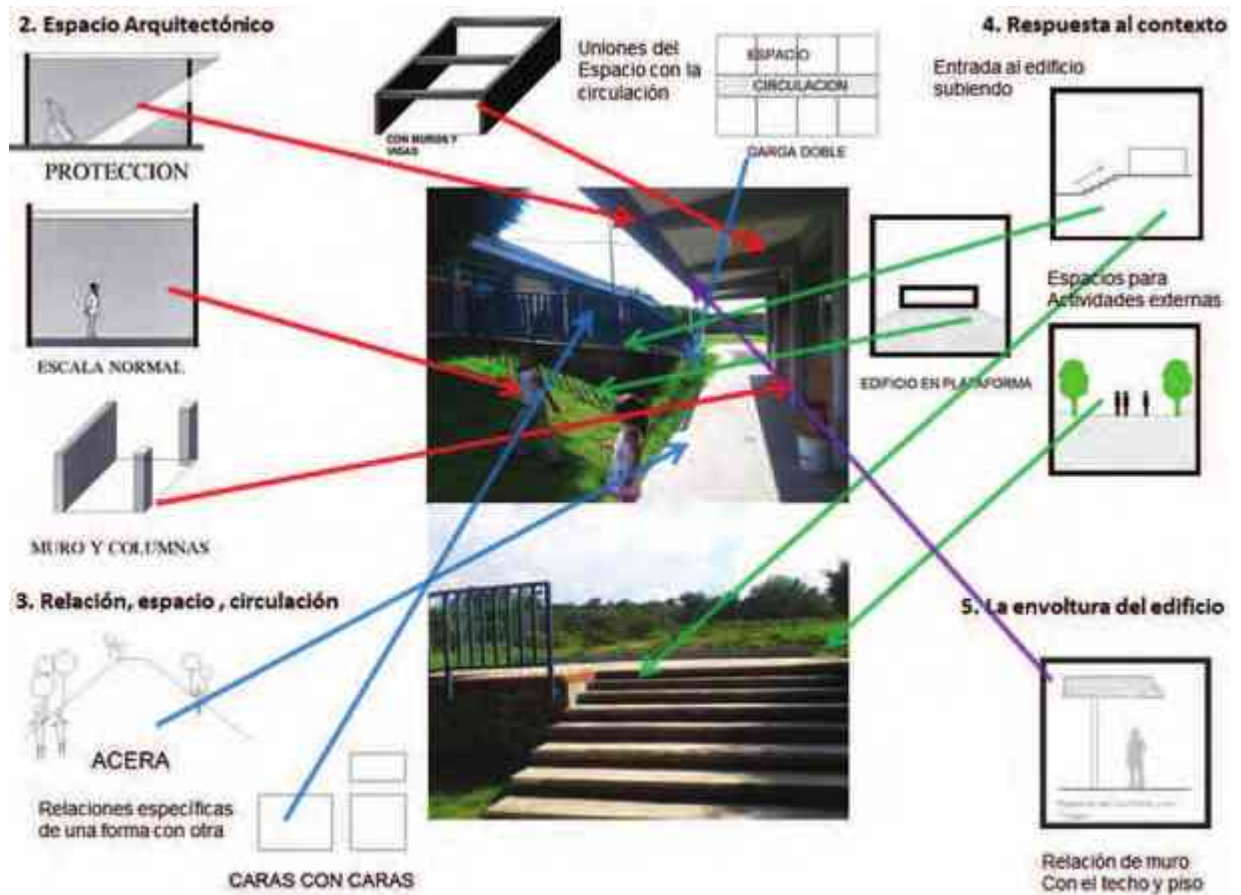 2. Espacio Arquitectónico
PROTECCION
ESCALA NORMAL
MURO Y COLUMNAS
CON MUROS Y
VIGAS
Uniones del
Espacio con la
circulación
ESPACIO
CIRCULACION
CARGA DOBLE
4. Respuesta al contexto
Entrada al edificio
subiendo
EDIFICIO EN PLATAFORMA
Espacios para
Actividades externas
3. Relación, espacio , circulación
ACERA
Relaciones específicas
de una forma con otra
CARAS CON CARAS
5. La envoltura del edificio
Relación de muro
Con el techo y piso